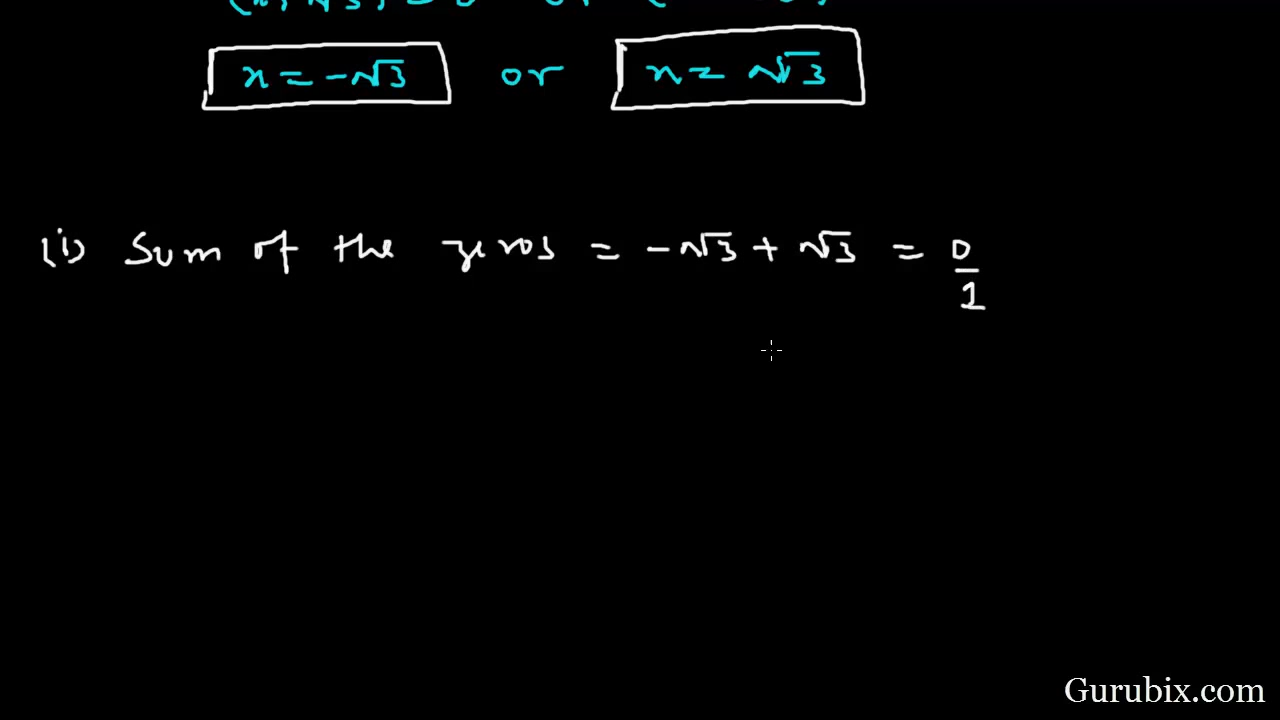 x = -√3 or x = √3
(i) Sum of the zeros = -√3 + √3 = 0/1
Gurubix.com